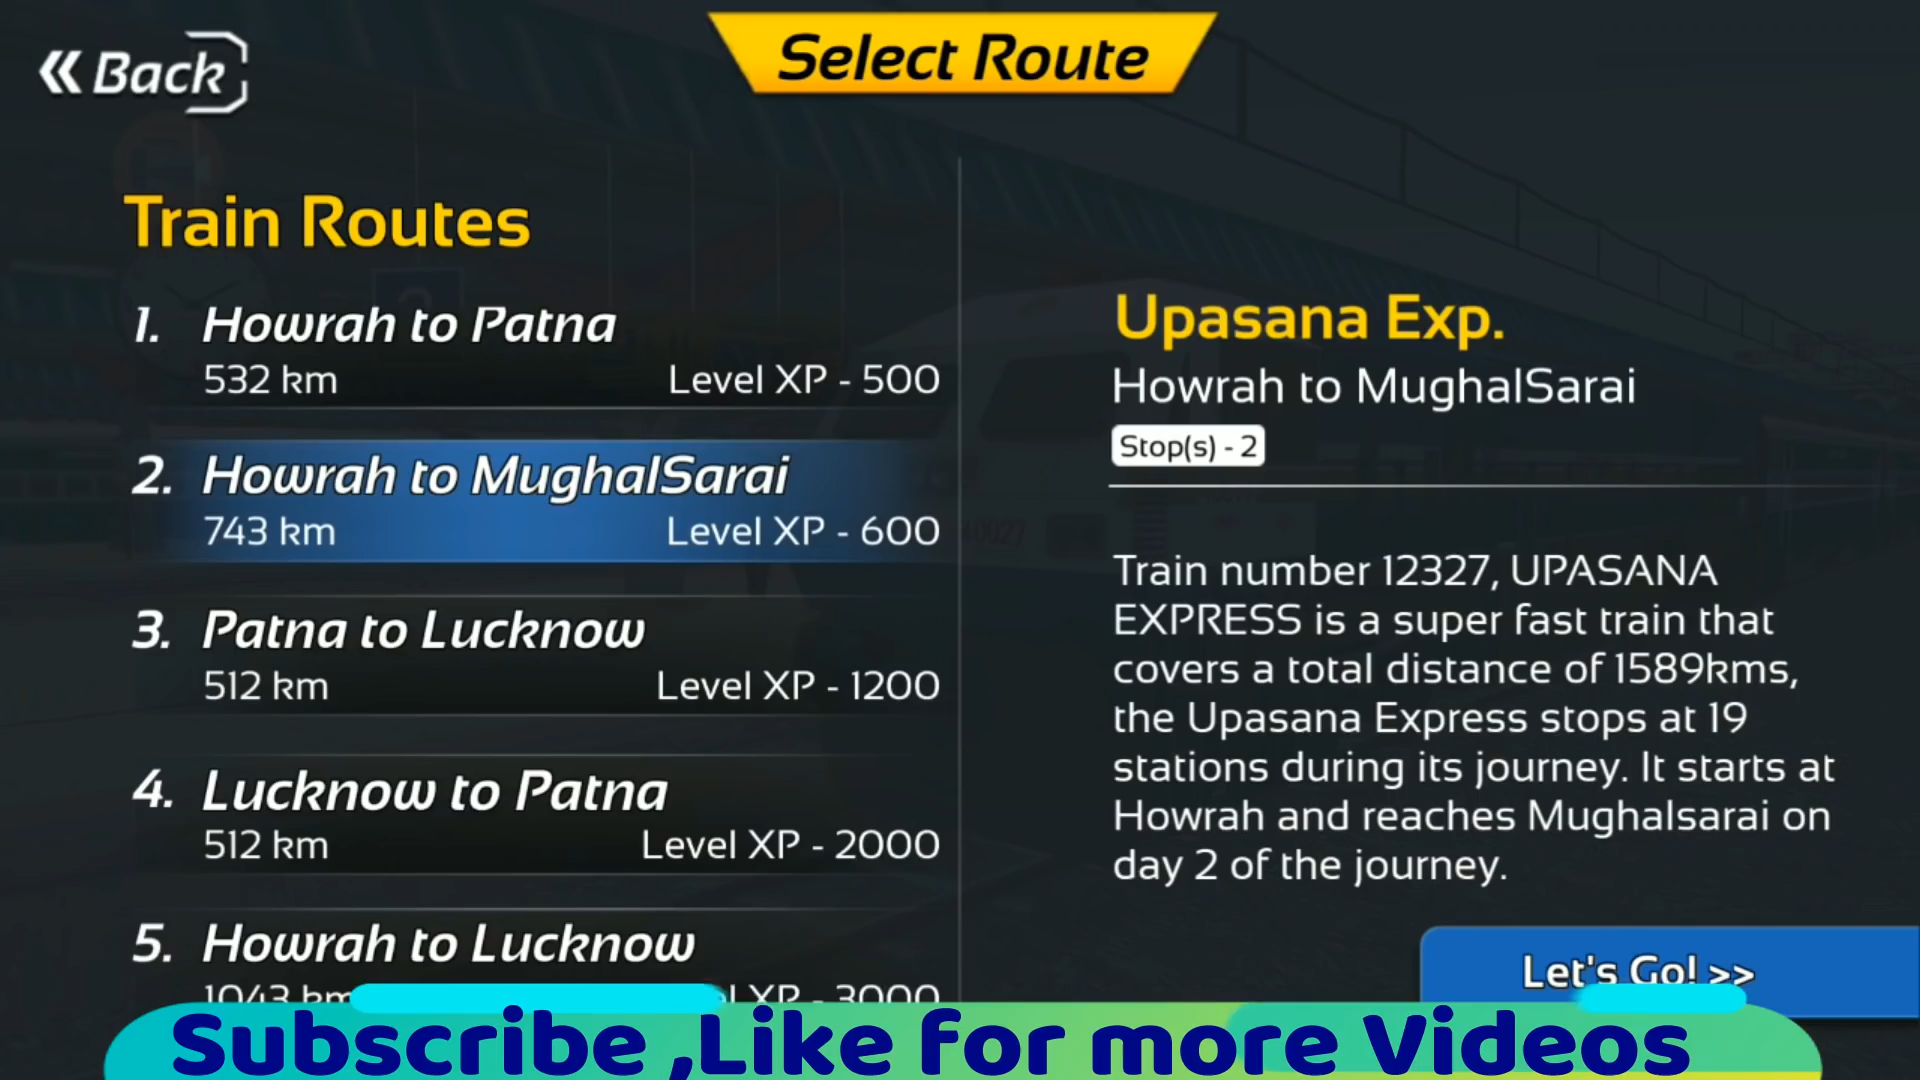 Back
Select Route
Train Routes
1. Howrah to Patna
532 km Level XP - 500
2. Howrah to MughalSarai
743 km Level XP - 600
3. Patna to Lucknow
512 km Level XP - 1200
4. Lucknow to Patna
512 km Level XP - 2000
5. Howrah to Lucknow
1043 km XP - 3000
Upasana Exp.
Howrah to MughalSarai
Stop(s) - 2
Train number 12327, UPASANA
EXPRESS is a super fast train that
covers a total distance of 1589kms,
the Upasana Express stops at 19
stations during its journey. It starts at
Howrah and reaches Mughalsarai on
day 2 of the journey.
Let's Go! >>
Subscribe ,Like for more Videos